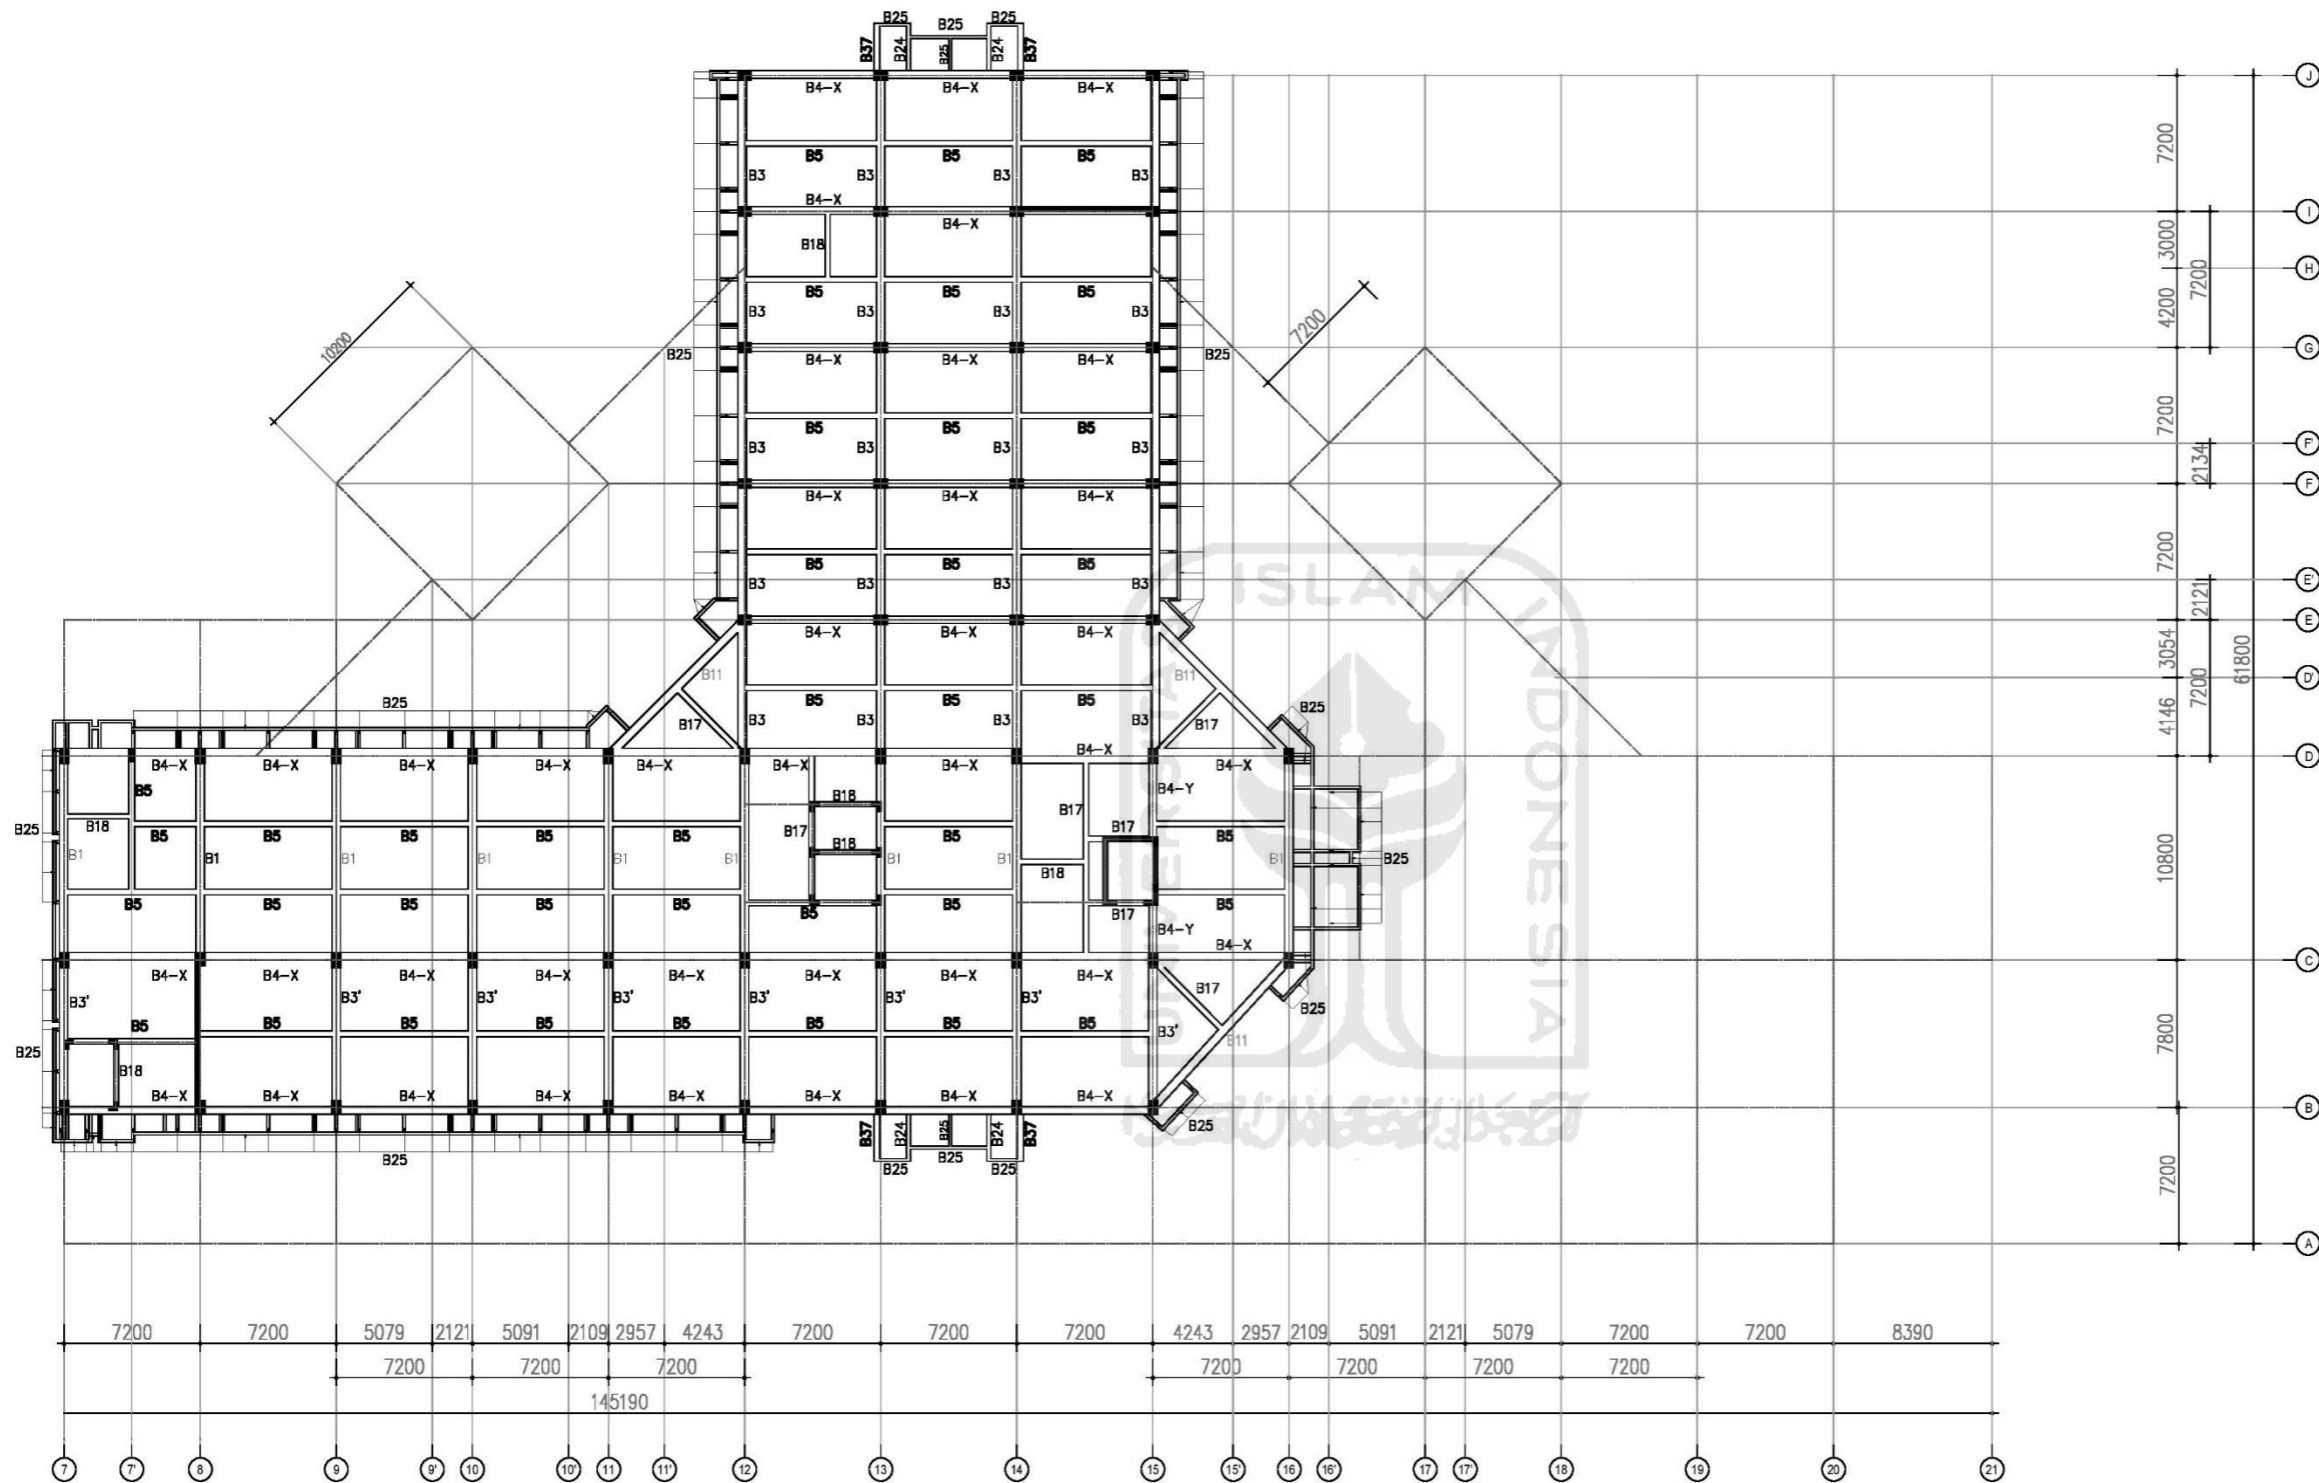 B25 B25 B25
B37 B24 B25 B24 B37
J
B4-X B4-X B4-X
7200
B5 B5 B5
B3 B3 B3 B3
B4-X
I
B4-X
3000
B18
H
7200
4200
B5 B5 B5
B3 B3 B3 B3
10200
7200
G
B25 B4-X B4-X B4-X B25
7200
B5 B5 B5
F'
B3 B3 B3 B3
2134
F
B4-X B4-X B4-X
7200
B5 B5 B5
E'
B3 B3 B3 B3
2121
E
B4-X B4-X B4-X
3054
61800
B11 B11
D'
7200
B25 B5 B5 B5 B25
4146
B17 B3 B3 B3 B3 B17
B4-X
D
B4-X B4-X B4-X B4-X B4-X B4-X B4-X B4-X
B5 B4-Y
B18 B17
B25 B18 B17 B17
B5 B5 B5 B5 B5 B5 B5
B18
B1 B1 B1 B1 B1 B1 B1 B1 B1 B25
10800
B18
B5 B5 B5 B5 B5 B5 B5 B17 B5
B4-Y
B4-X
C
B4-X B4-X B4-X B4-X B4-X B4-X B4-X B4-X
B17
B3' B3' B3' B3' B3' B3' B3' B25
B5 B5 B5 B5 B5 B5 B5 B5 B3'
B11
7800
B25
B18
B4-X B4-X B4-X B4-X B4-X B4-X B4-X B4-X
B
B37 B24 B25 B24 B37 B25
B25 B25
B25 B25
7200
A
UNIVERSITAS ISLAM INDONESIA
7200 7200 5079 2121 5091 2109 2957 4243 7200 7200 7200 4243 2957 2109 5091 2121 5079 7200 7200 8390
7200 7200 7200 7200 7200 7200 7200
145190
7 7' 8 9 9' 10 10' 11 11' 12 13 14 15 15' 16 16' 17 17' 18 19 20 21